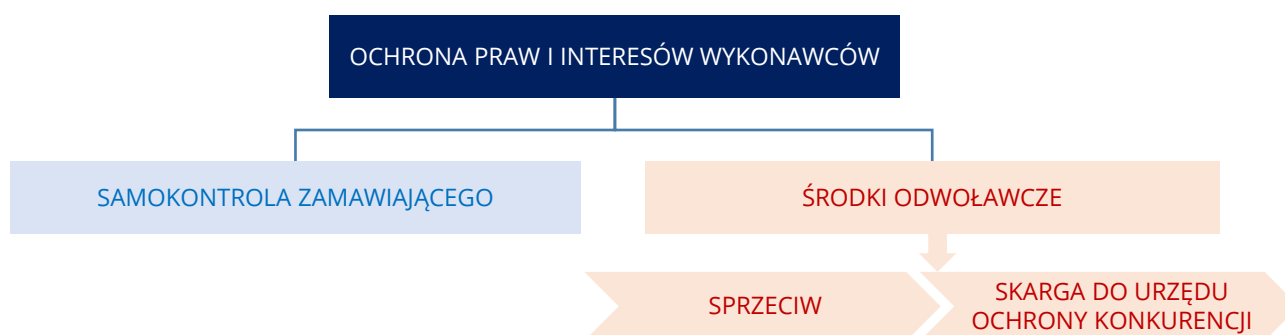 OCHRONA PRAW I INTERESÓW WYKONAWCÓW
SAMOKONTROLA ZAMAWIAJĄCEGO
ŚRODKI ODWOŁAWCZE
SPRZECIW
SKARGA DO URZĘDU
OCHRONY KONKURENCJI